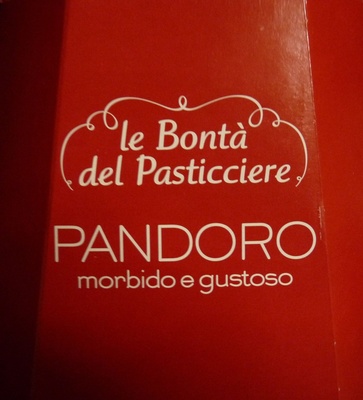 le Bontà
del Pasticciere
PANDORO
morbido e gustoso